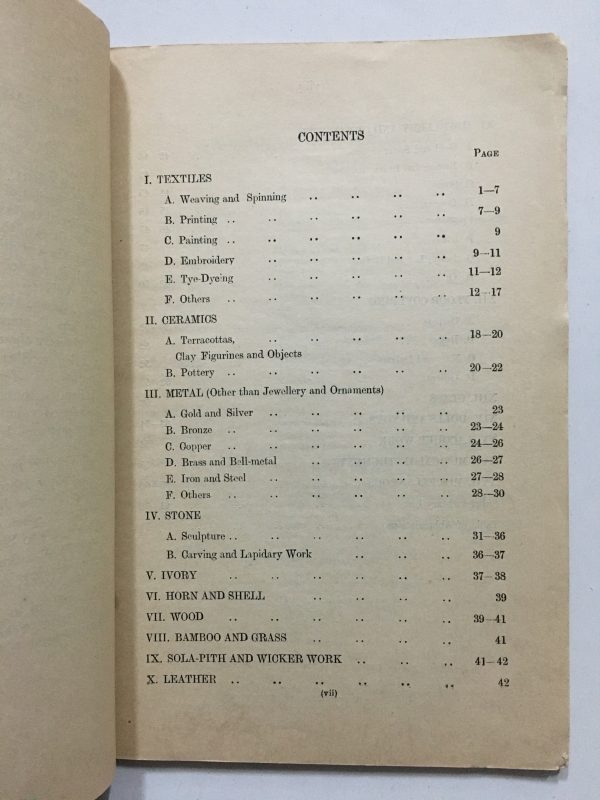 CONTENTS
PAGE
I. TEXTILES
A. Weaving and Spinning .. .. .. .. 1—7
B. Printing .. .. .. .. .. .. 7—9
C. Painting .. .. .. .. .. .. 9
D. Embroidery .. .. .. .. .. 9—11
E. Tye-Dyeing .. .. .. .. .. 11—12
F. Others .. .. .. .. .. .. 12—17
II. CERAMICS
A. Terracottas, .. .. .. .. .. 18—20
Clay Figurines and Objects
B. Pottery .. .. .. .. .. .. 20—22
III. METAL (Other than Jewellery and Ornaments)
A. Gold and Silver .. .. .. .. .. 23
B. Bronze .. .. .. .. .. .. 23—24
C. Copper .. .. .. .. .. .. 24—26
D. Brass and Bell-metal .. .. .. .. 26—27
E. Iron and Steel .. .. .. .. .. 27—28
F. Others .. .. .. .. .. .. 28—30
IV. STONE
A. Sculpture .. .. .. .. .. .. 31—36
B. Carving and Lapidary Work .. .. .. 36—37
V. IVORY .. .. .. .. .. .. 37—38
VI. HORN AND SHELL .. .. .. .. 39
VII. WOOD .. .. .. .. .. .. 39—41
VIII. BAMBOO AND GRASS .. .. .. .. 41
IX. SOLA-PITH AND WICKER WORK .. .. .. 41—42
X. LEATHER .. .. .. .. .. .. 42
(vii)